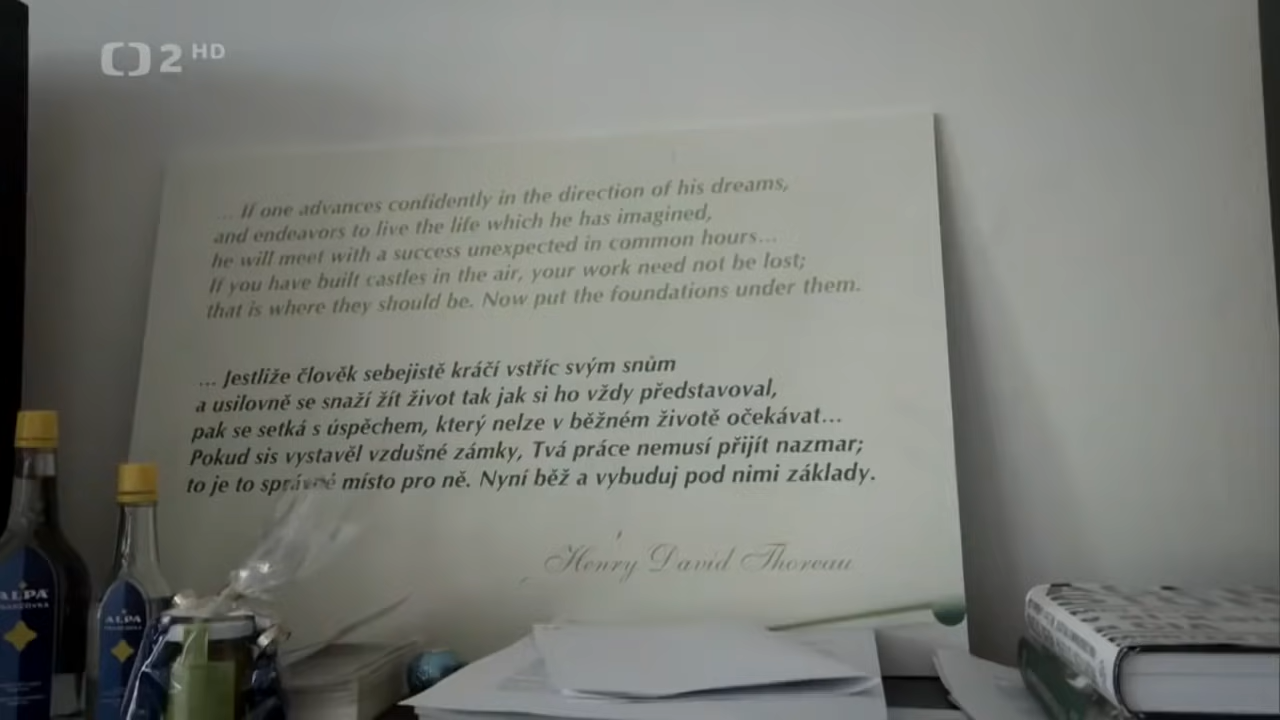 2 HD
... If one advances confidently in the direction of his dreams,
and endeavors to live the life which he has imagined,
he will meet with a success unexpected in common hours...
If you have built castles in the air, your work need not be lost;
that is where they should be. Now put the foundations under them.
... Jestliže člověk sebejistě kráčí vstříc svým snům
a usilovně se snaží žít život tak jak si ho vždy představoval,
pak se setká s úspěchem, který nelze v běžném životě očekávat...
Pokud sis vystavěl vzdušné zámky, Tvá práce nemusí přijít nazmar;
to je to správné místo pro ně. Nyní běž a vybuduj pod nimi základy.
Henry David Thoreau
ALPA
ALPA